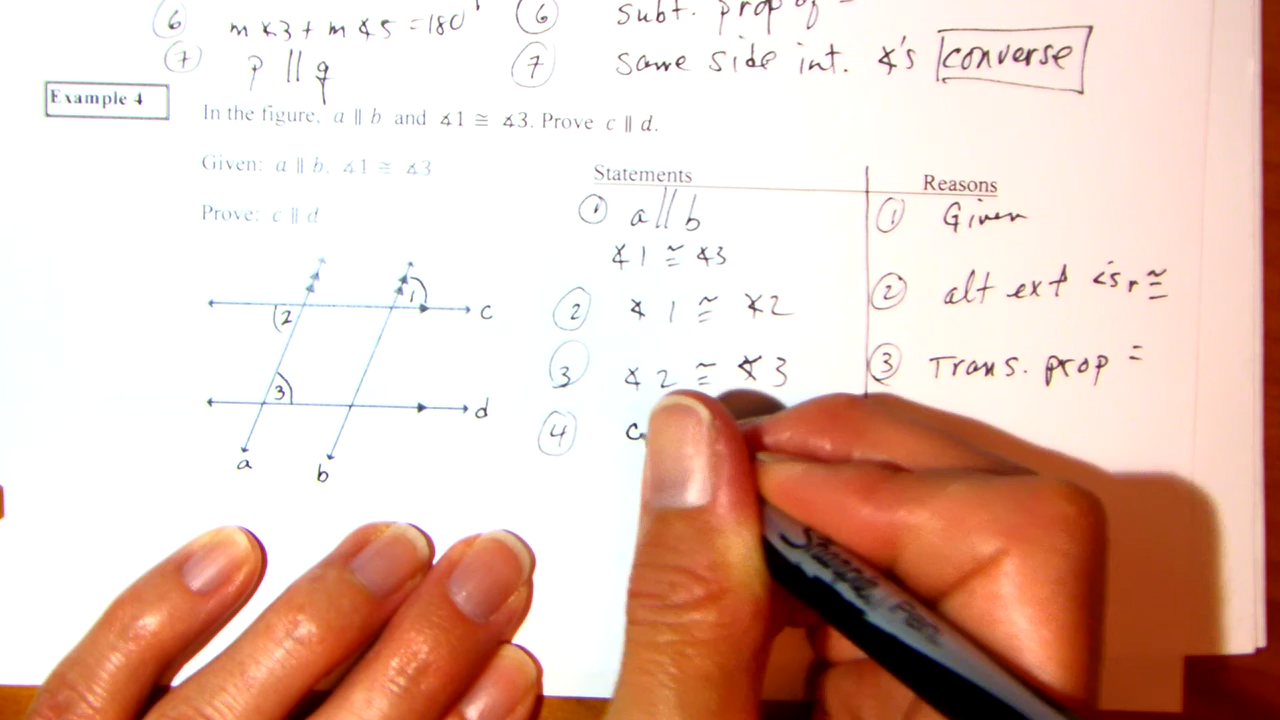 ⑥ m∡3 + m∡5 = 180 ⑥ subt. prop of =
⑦ p || q ⑦ same side int. ∡'s converse
Example 4
In the figure, a || b and ∡1 ≅ ∡3. Prove c || d.
Given: a || b, ∡1 ≅ ∡3
Prove: c || d
Statements Reasons
① a || b ① Given
∡1 ≅ ∡3
② ∡1 ≅ ∡2 ② alt ext ∠s r ≅
③ ∡2 ≅ ∡3 ③ Trans. prop =
④ c
1
2 c
3 d
a b
Sharpie PEN